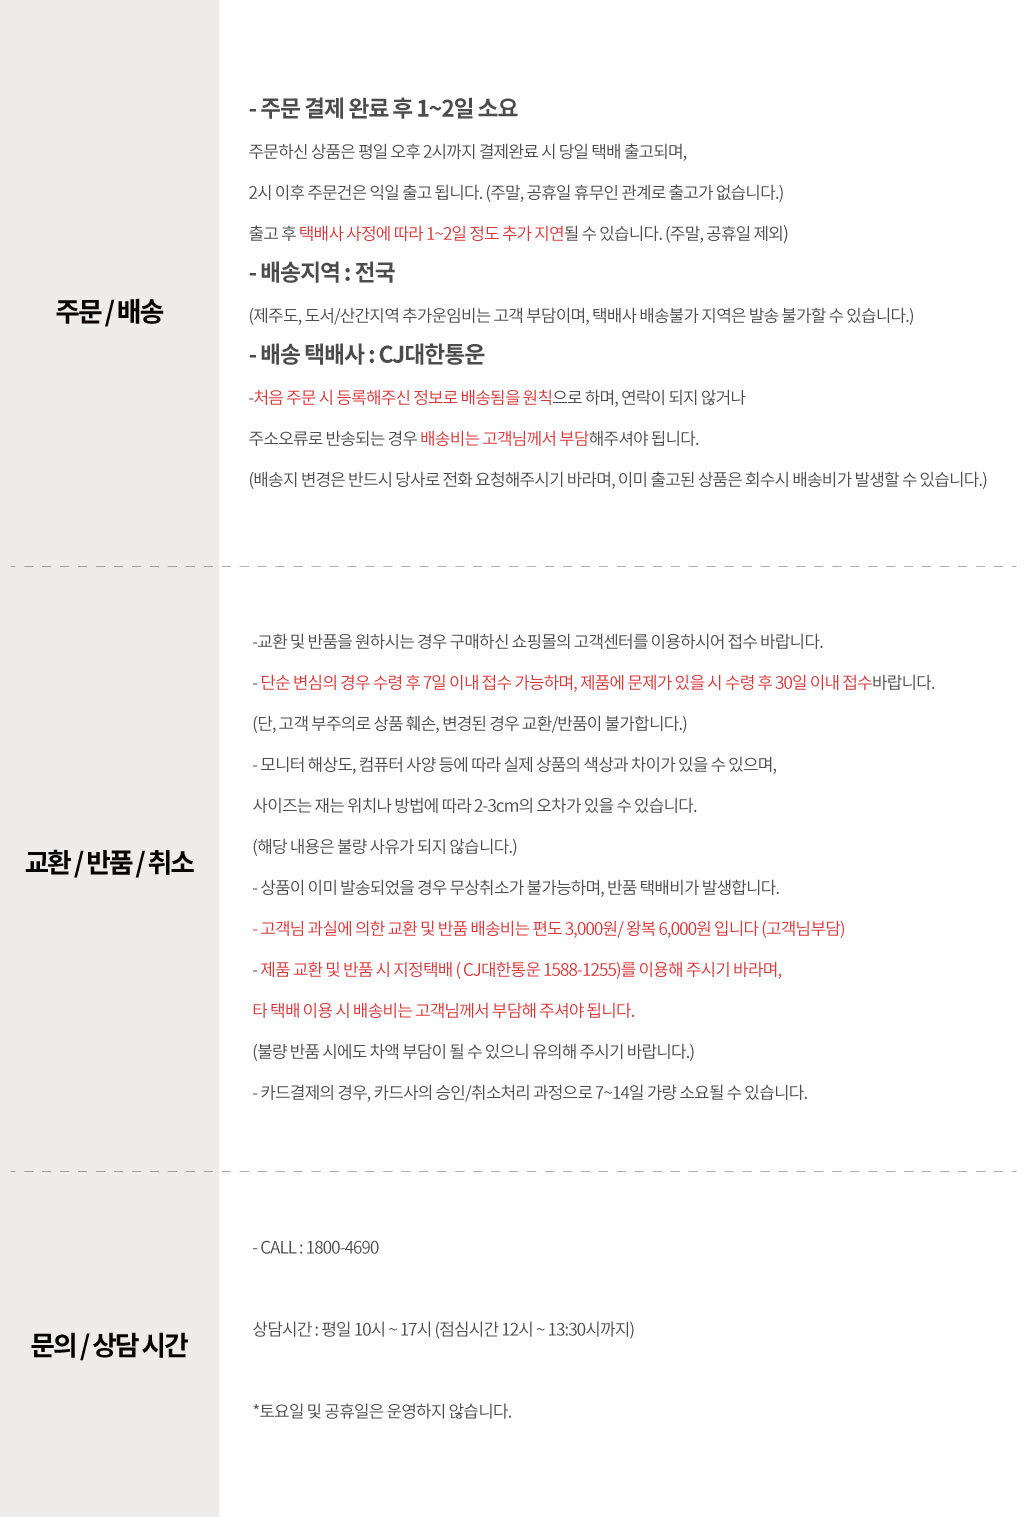 주문 / 배송
- 주문 결제 완료 후 1~2일 소요
주문하신 상품은 평일 오후 2시까지 결제완료 시 당일 택배 출고되며,
2시 이후 주문건은 익일 출고 됩니다. (주말, 공휴일 휴무인 관계로 출고가 없습니다.)
출고 후 택배사 사정에 따라 1~2일 정도 추가 지연될 수 있습니다. (주말, 공휴일 제외)
- 배송지역 : 전국
(제주도, 도서/산간지역 추가운임비는 고객 부담이며, 택배사 배송불가 지역은 발송 불가할 수 있습니다.)
- 배송 택배사 : CJ대한통운
-처음 주문 시 등록해주신 정보로 배송됨을 원칙으로 하며, 연락이 되지 않거나
주소오류로 반송되는 경우 배송비는 고객님께서 부담해주셔야 됩니다.
(배송지 변경은 반드시 당사로 전화 요청해주시기 바라며, 이미 출고된 상품은 회수시 배송비가 발생할 수 있습니다.)
교환 / 반품 / 취소
-교환 및 반품을 원하시는 경우 구매하신 쇼핑몰의 고객센터를 이용하시어 접수 바랍니다.
- 단순 변심의 경우 수령 후 7일 이내 접수 가능하며, 제품에 문제가 있을 시 수령 후 30일 이내 접수바랍니다.
(단, 고객 부주의로 상품 훼손, 변경된 경우 교환/반품이 불가합니다.)
- 모니터 해상도, 컴퓨터 사양 등에 따라 실제 상품의 색상과 차이가 있을 수 있으며,
사이즈는 재는 위치나 방법에 따라 2-3cm의 오차가 있을 수 있습니다.
(해당 내용은 불량 사유가 되지 않습니다.)
- 상품이 이미 발송되었을 경우 무상취소가 불가능하며, 반품 택배비가 발생합니다.
- 고객님 과실에 의한 교환 및 반품 배송비는 편도 3,000원/ 왕복 6,000원 입니다 (고객님부담)
- 제품 교환 및 반품 시 지정택배 ( CJ대한통운 1588-1255)를 이용해 주시기 바라며,
타 택배 이용 시 배송비는 고객님께서 부담해 주셔야 됩니다.
(불량 반품 시에도 차액 부담이 될 수 있으니 유의해 주시기 바랍니다.)
- 카드결제의 경우, 카드사의 승인/취소처리 과정으로 7~14일 가량 소요될 수 있습니다.
문의 / 상담 시간
- CALL : 1800-4690
상담시간 : 평일 10시 ~ 17시 (점심시간 12시 ~ 13:30시까지)
*토요일 및 공휴일은 운영하지 않습니다.